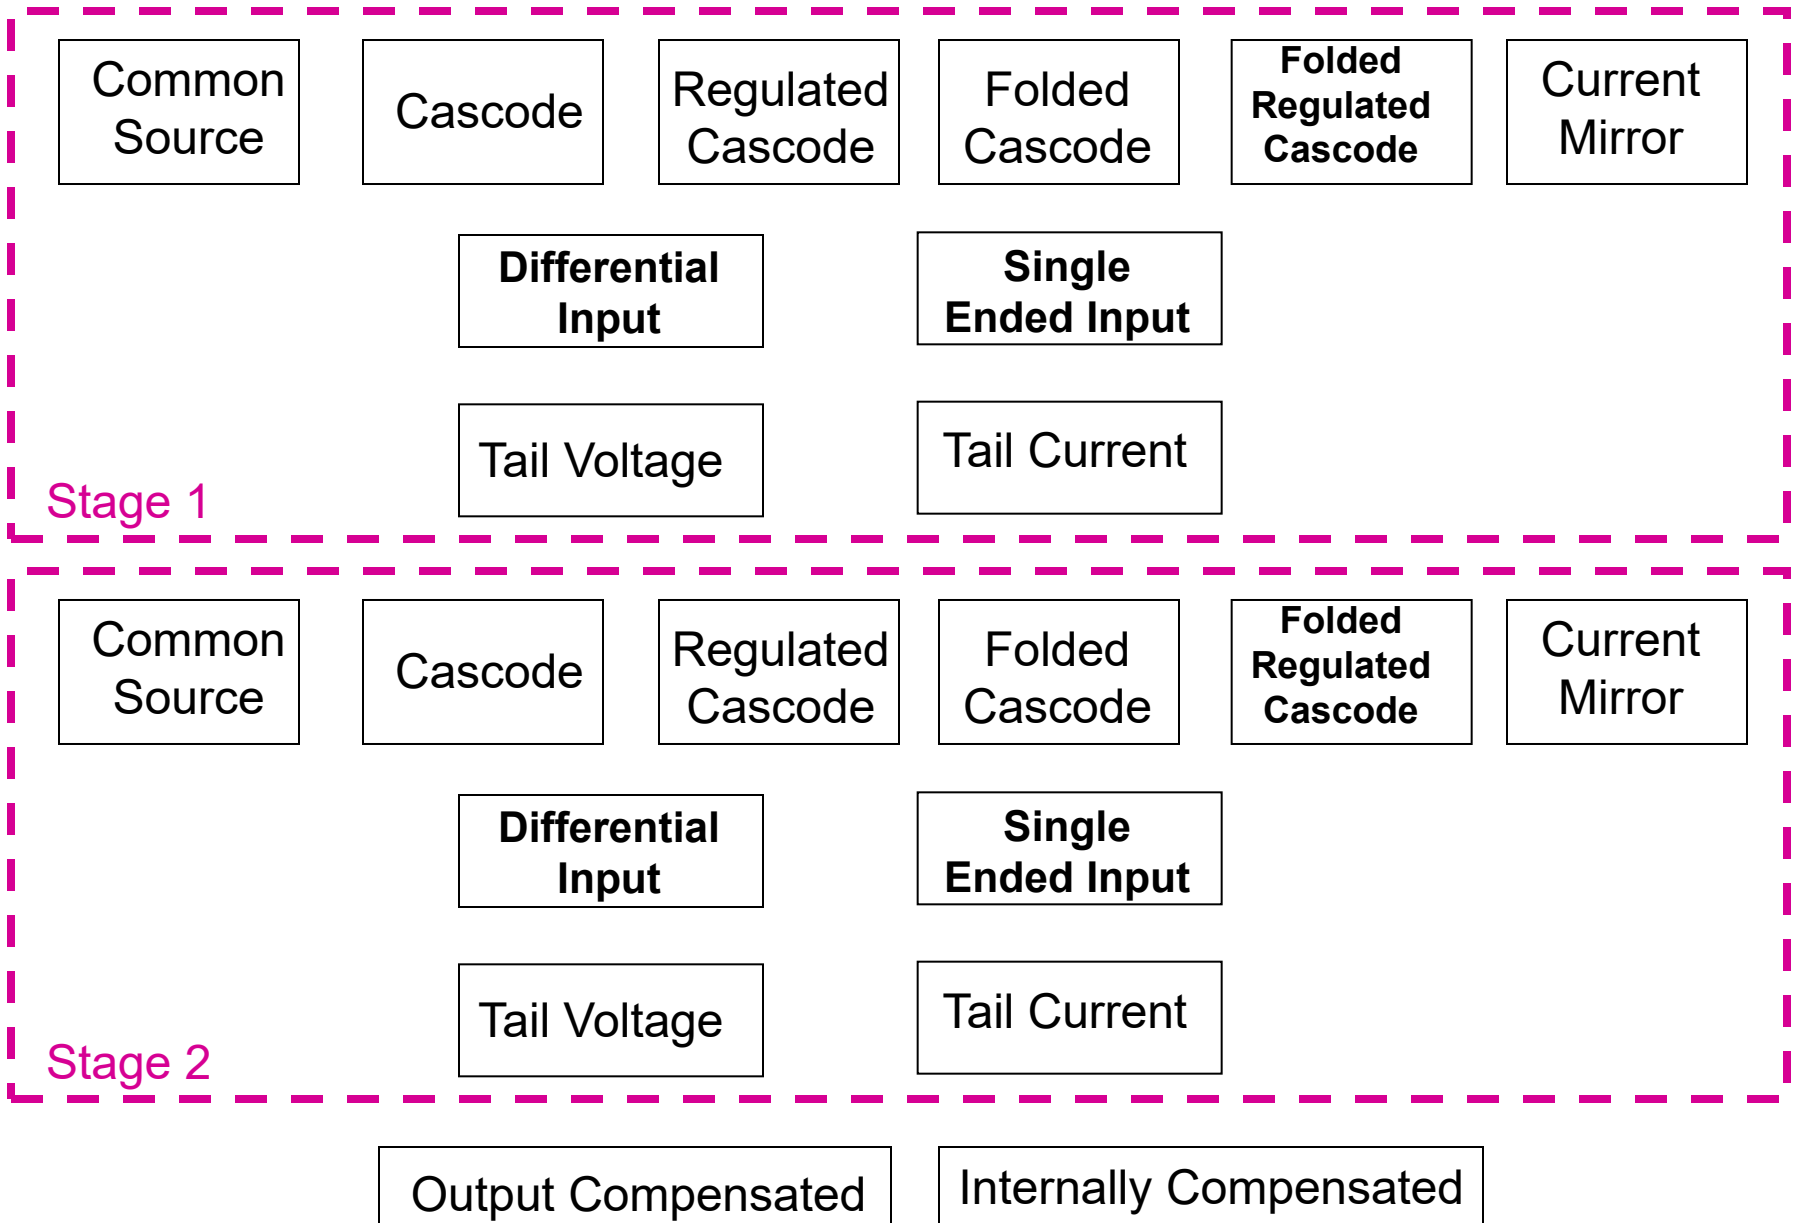 Common
Source
Cascode
Regulated
Cascode
Folded
Cascode
Folded
Regulated
Cascode
Current
Mirror
Differential
Input
Single
Ended Input
Tail Voltage
Tail Current
Stage 1
Common
Source
Cascode
Regulated
Cascode
Folded
Cascode
Folded
Regulated
Cascode
Current
Mirror
Differential
Input
Single
Ended Input
Tail Voltage
Tail Current
Stage 2
Output Compensated
Internally Compensated